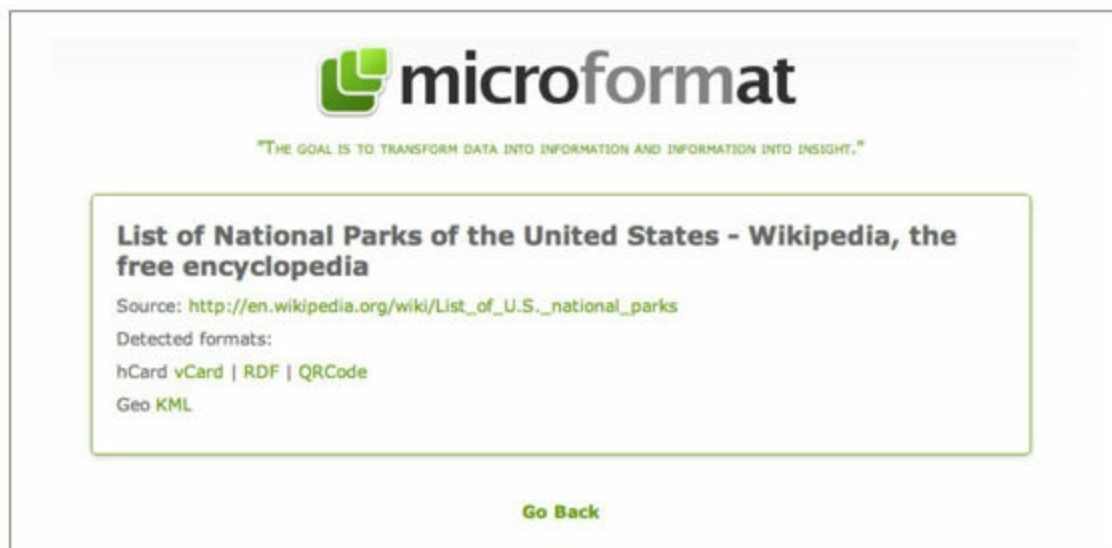 microformat
"The goal is to transform data into information and information into insight."
List of National Parks of the United States - Wikipedia, the
free encyclopedia
Source: http://en.wikipedia.org/wiki/List_of_U.S._national_parks
Detected formats:
hCard vCard | RDF | QRCode
Geo KML
Go Back